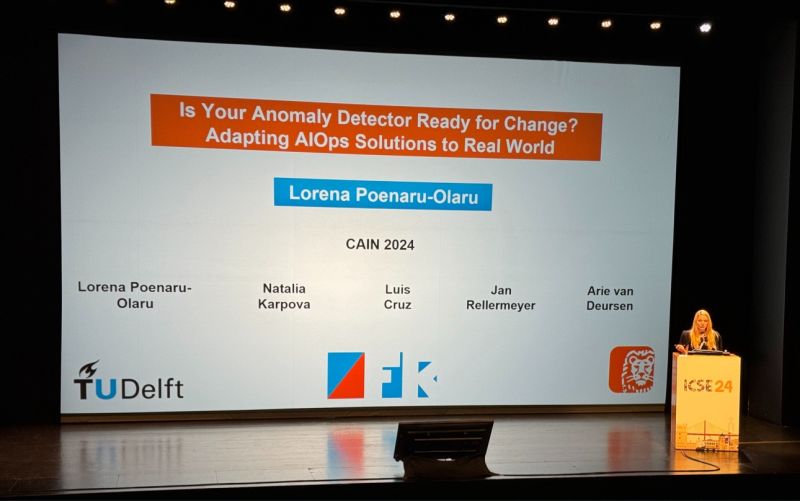 Is Your Anomaly Detector Ready for Change?
Adapting AIOps Solutions to Real World
Lorena Poenaru-Olaru
CAIN 2024
Lorena Poenaru-
Olaru
Natalia
Karpova
Luis
Cruz
Jan
Rellermeyer
Arie van
Deursen
TUDelft
ICSE 24